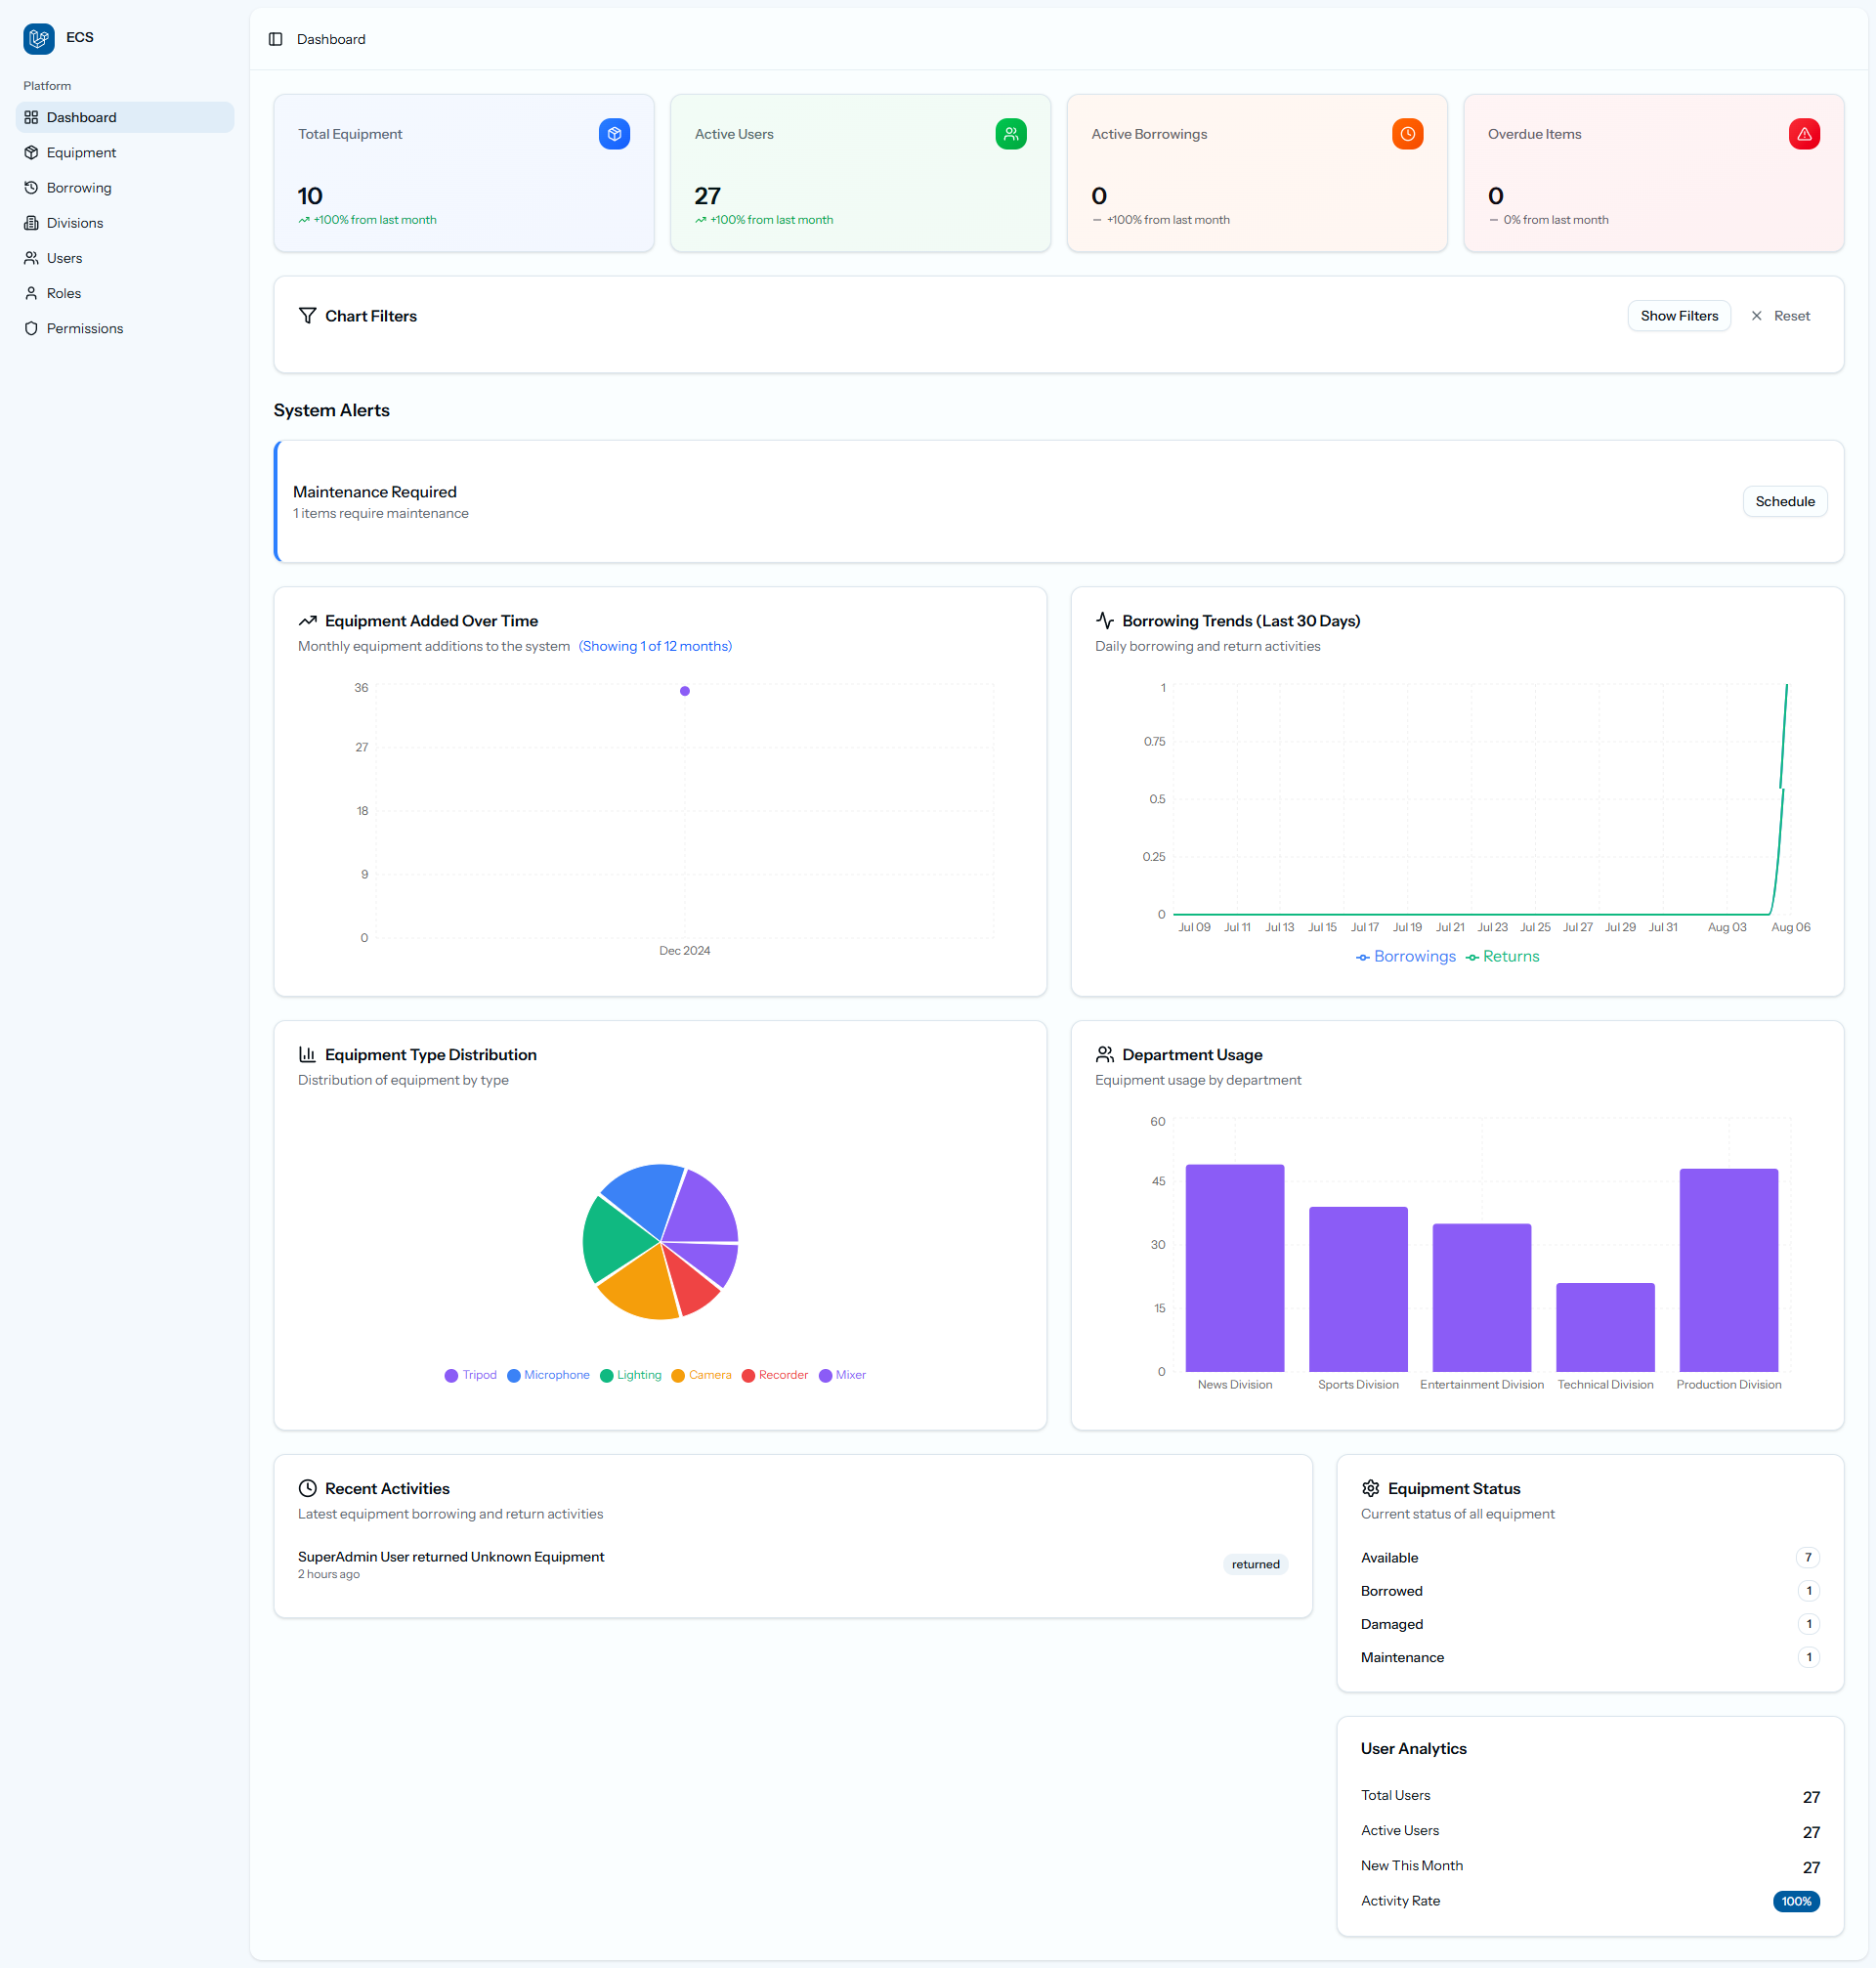 ECS
Platform
Dashboard
Equipment
Borrowing
Divisions
Users
Roles
Permissions
Dashboard
Total Equipment
10
+100% from last month
Active Users
27
+100% from last month
Active Borrowings
0
+100% from last month
Overdue Items
0
0% from last month
Chart Filters
Show Filters
Reset
System Alerts
Maintenance Required
1 items require maintenance
Schedule
Equipment Added Over Time
Monthly equipment additions to the system (Showing 1 of 12 months)
36
27
18
9
0
Dec 2024
Borrowing Trends (Last 30 Days)
Daily borrowing and return activities
1
0.75
0.5
0.25
0
Jul 09 Jul 11 Jul 13 Jul 15 Jul 17 Jul 19 Jul 21 Jul 23 Jul 25 Jul 27 Jul 29 Jul 31 Aug 03 Aug 06
Borrowings Returns
Equipment Type Distribution
Distribution of equipment by type
Tripod Microphone Lighting Camera Recorder Mixer
Department Usage
Equipment usage by department
60
45
30
15
0
News Division Sports Division Entertainment Division Technical Division Production Division
Recent Activities
Latest equipment borrowing and return activities
SuperAdmin User returned Unknown Equipment
2 hours ago
returned
Equipment Status
Current status of all equipment
Available 7
Borrowed 1
Damaged 1
Maintenance 1
User Analytics
Total Users 27
Active Users 27
New This Month 27
Activity Rate 100%